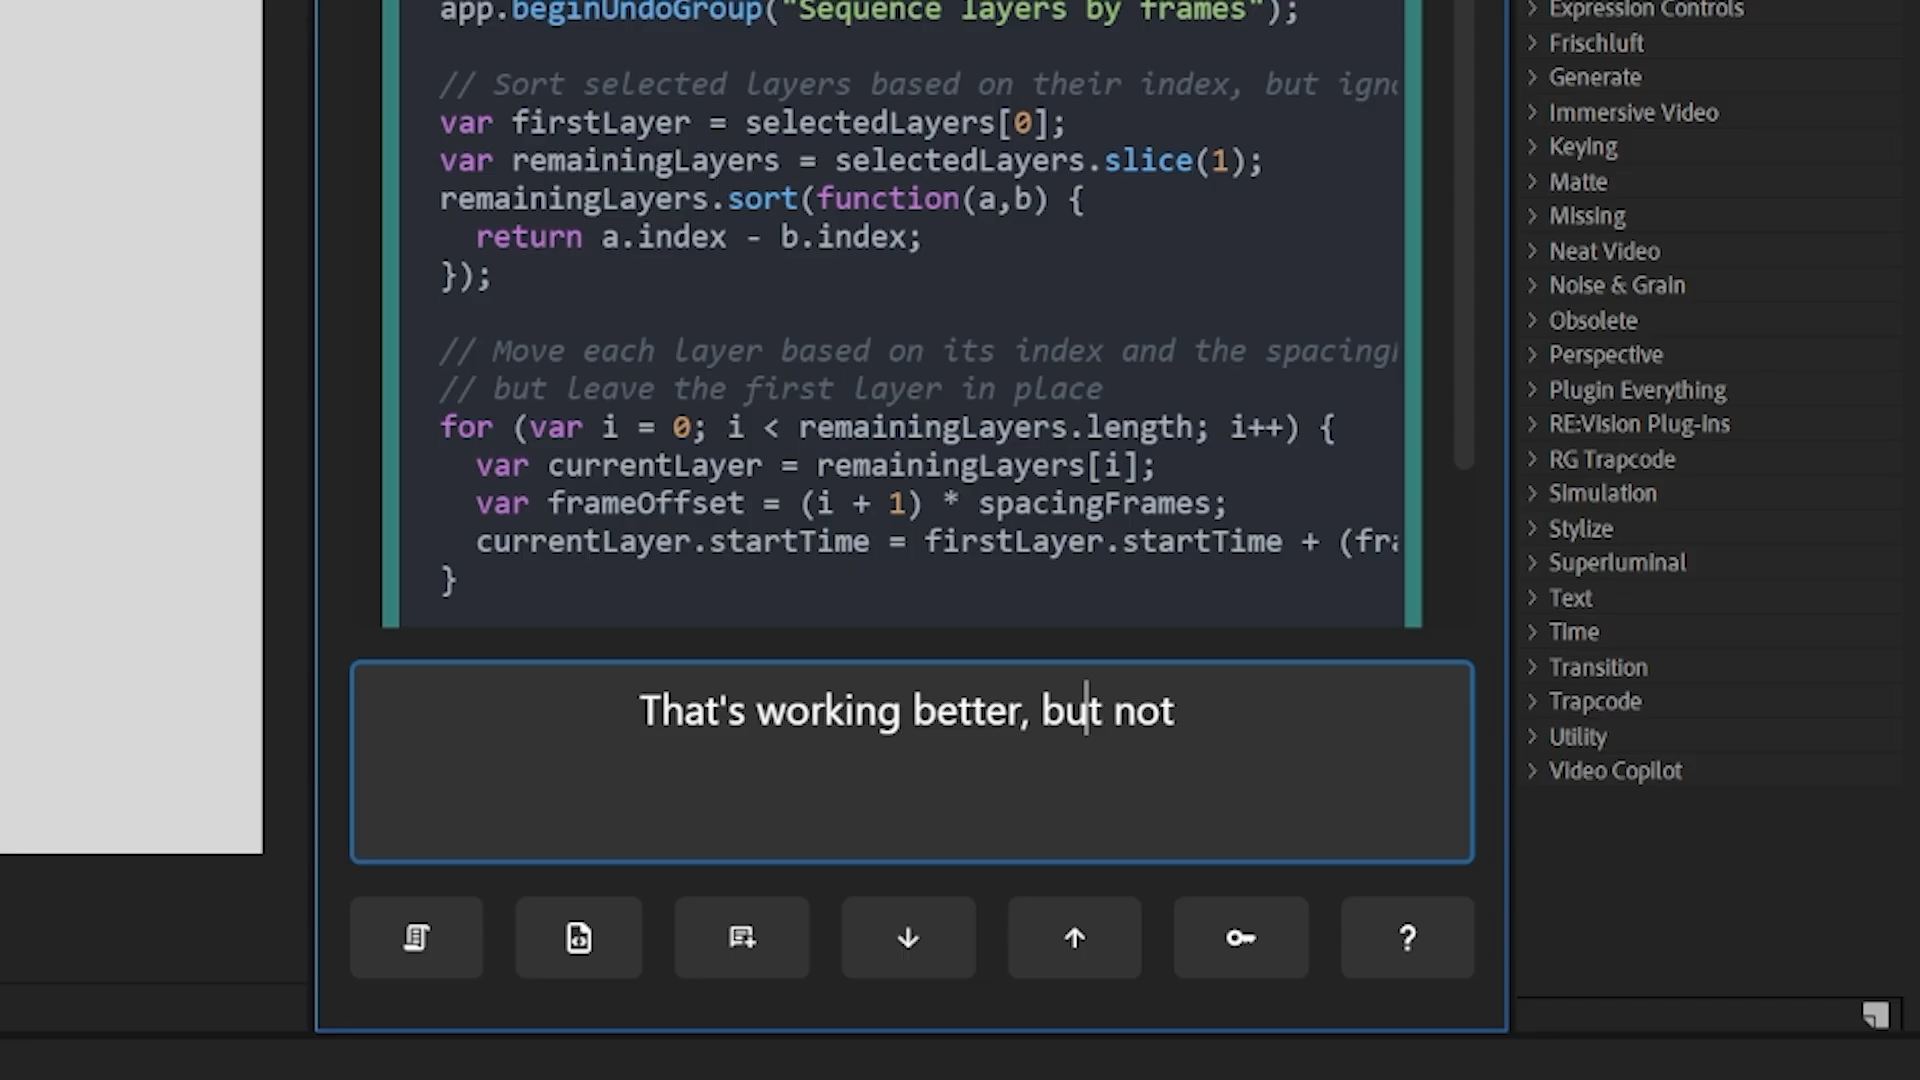 app.beginUndoGroup("Sequence layers by frames");
// Sort selected layers based on their index, but
var firstLayer = selectedLayers[0];
var remainingLayers = selectedLayers.slice(1);
remainingLayers.sort(function(a,b) {
return a.index - b.index;
});
// Move each layer based on its index and the
// but leave the first layer in place
for (var i = 0; i < remainingLayers.length; i++) {
var currentLayer = remainingLayers[i];
var frameOffset = (i + 1) * spacingFrames;
currentLayer.startTime = firstLayer.startTime +
}
That's working better, but not
?
Expression Controls
Frischluft
Generate
Immersive Video
Keying
Matte
Missing
Neat Video
Noise & Grain
Obsolete
Perspective
Plugin Everything
RE:Vision Plug-ins
RG Trapcode
Simulation
Stylize
Superluminal
Text
Time
Transition
Trapcode
Utility
Video Copilot